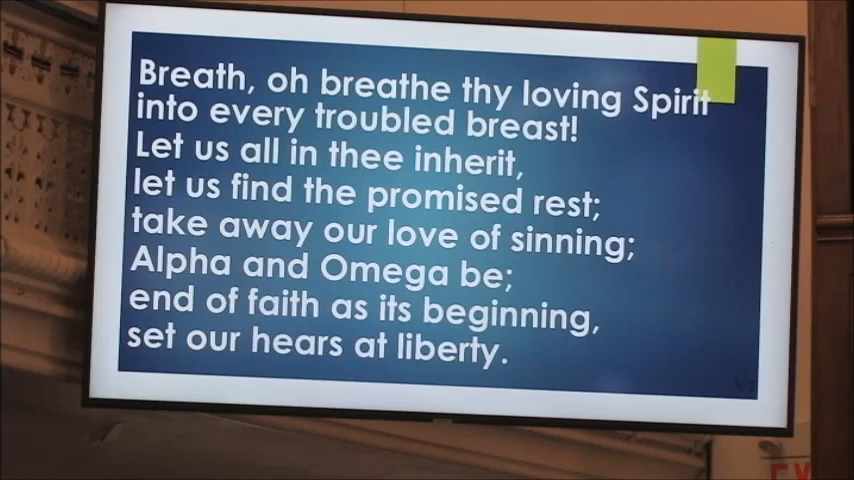 Breath, oh breathe thy loving Spirit
into every troubled breast!
Let us all in thee inherit,
let us find the promised rest;
take away our love of sinning;
Alpha and Omega be;
end of faith as its beginning,
set our hears at liberty.